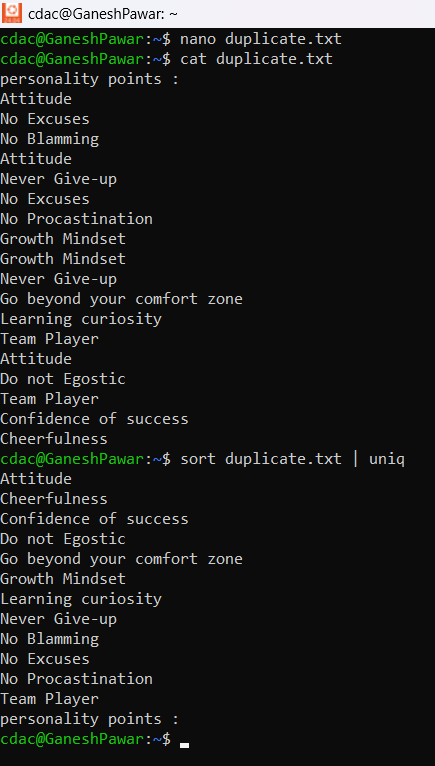 cdac@GaneshPawar: ~
cdac@GaneshPawar:~$ nano duplicate.txt
cdac@GaneshPawar:~$ cat duplicate.txt
personality points :
Attitude
No Excuses
No Blamming
Attitude
Never Give-up
No Excuses
No Procastination
Growth Mindset
Growth Mindset
Never Give-up
Go beyond your comfort zone
Learning curiosity
Team Player
Attitude
Do not Egostic
Team Player
Confidence of success
Cheerfulness
cdac@GaneshPawar:~$ sort duplicate.txt | uniq
Attitude
Cheerfulness
Confidence of success
Do not Egostic
Go beyond your comfort zone
Growth Mindset
Learning curiosity
Never Give-up
No Blamming
No Excuses
No Procastination
Team Player
personality points :
cdac@GaneshPawar:~$